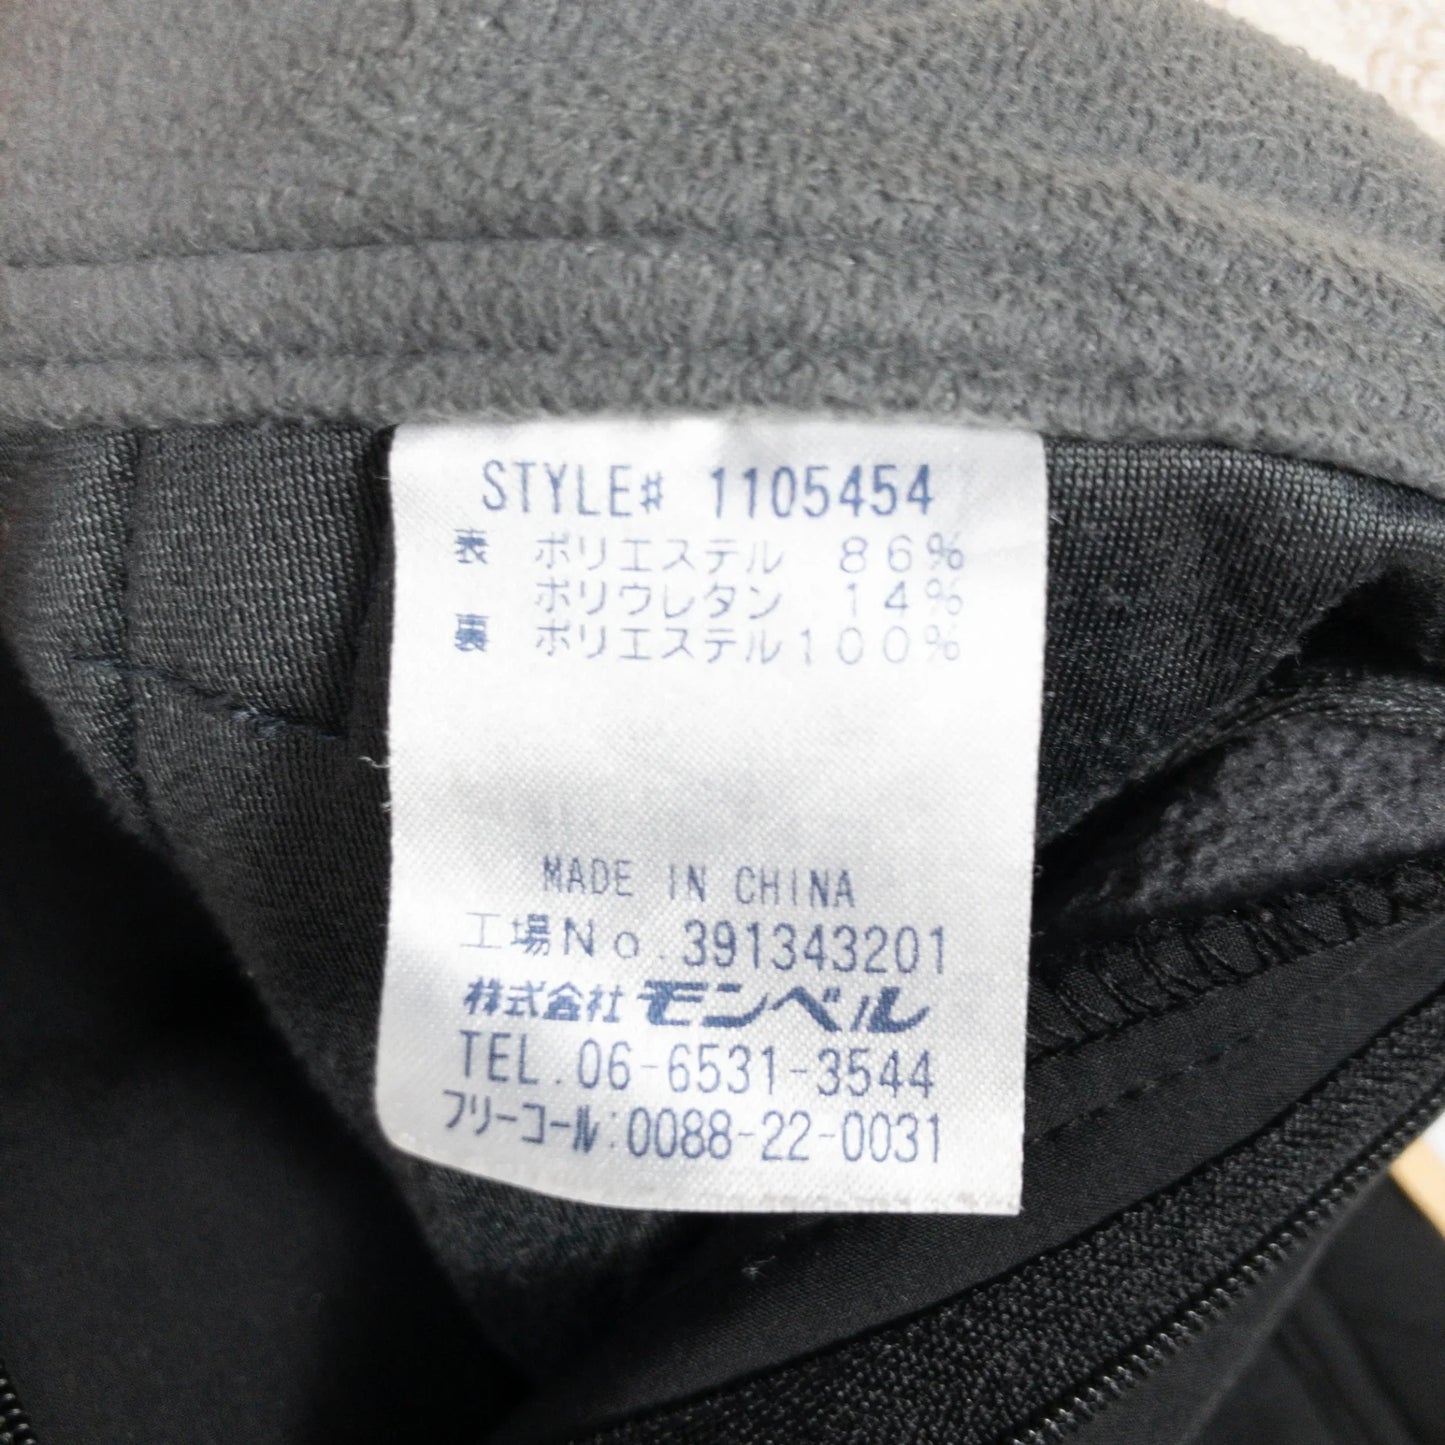 STYLE# 1105454
表 ポリエステル 86%
ポリウレタン 14%
裏 ポリエステル100%
MADE IN CHINA
工場No.391343201
株式会社モンベル
TEL.06-6531-3544
フリーコール:0088-22-0031